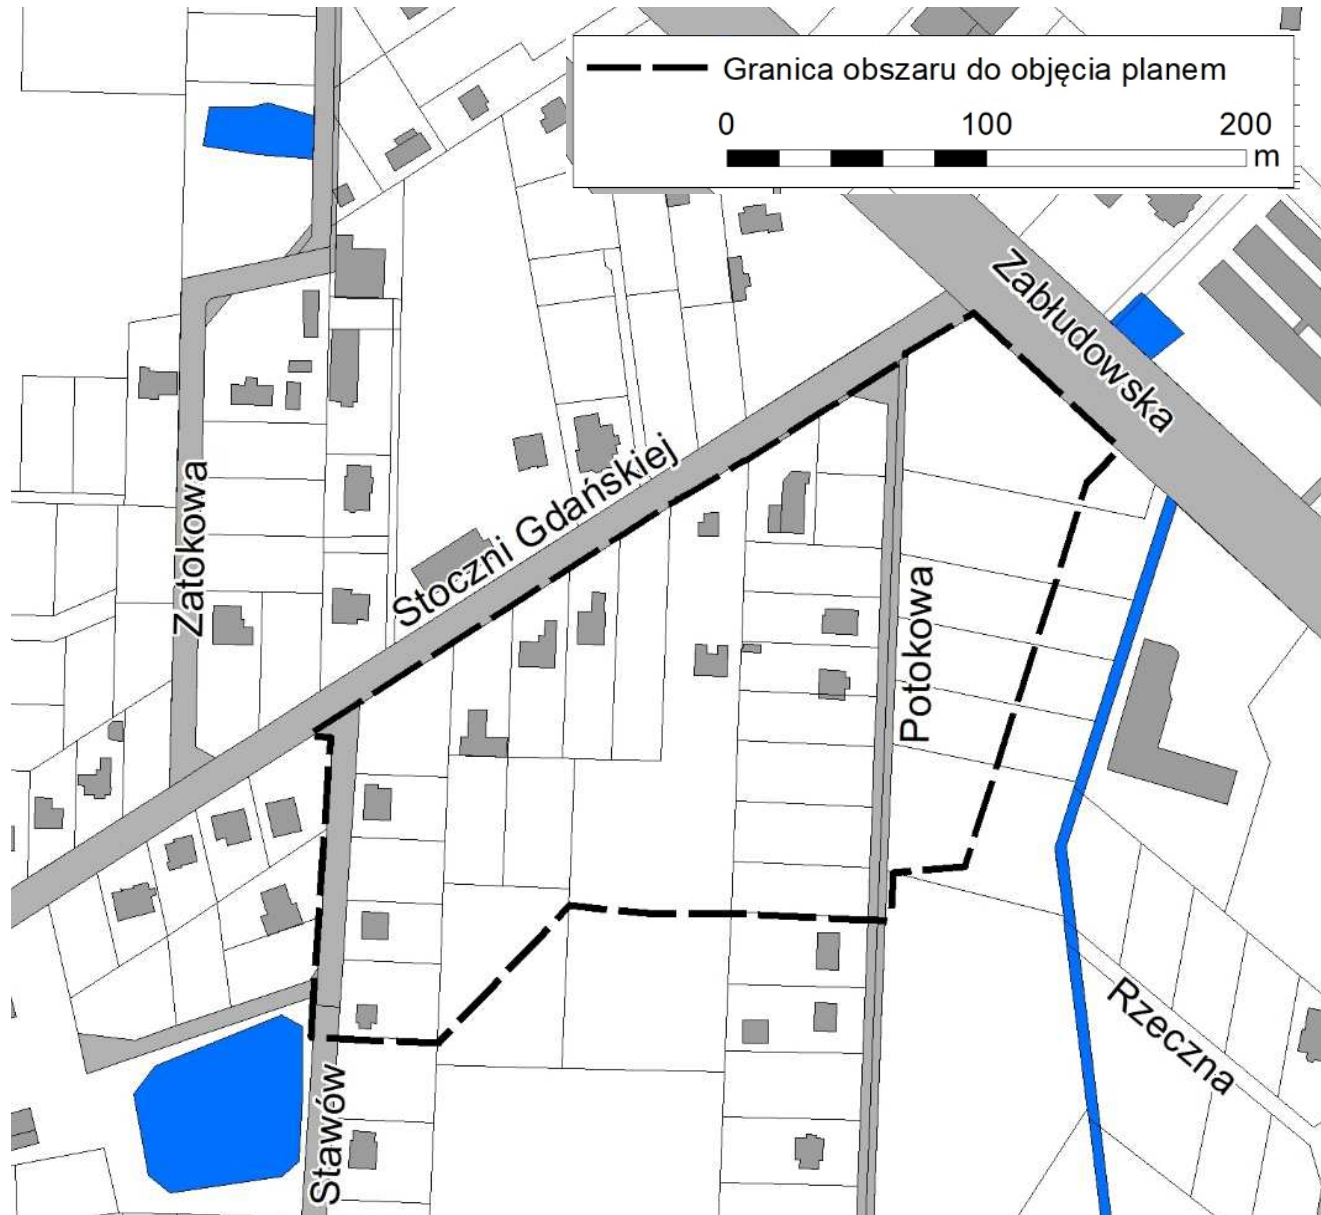 Granica obszaru do objęcia planem
0 100 200
m
Zabłudowska
Stoczni Gdańskiej
Zatokowa
Potokowa
Rzeczna
Stawów